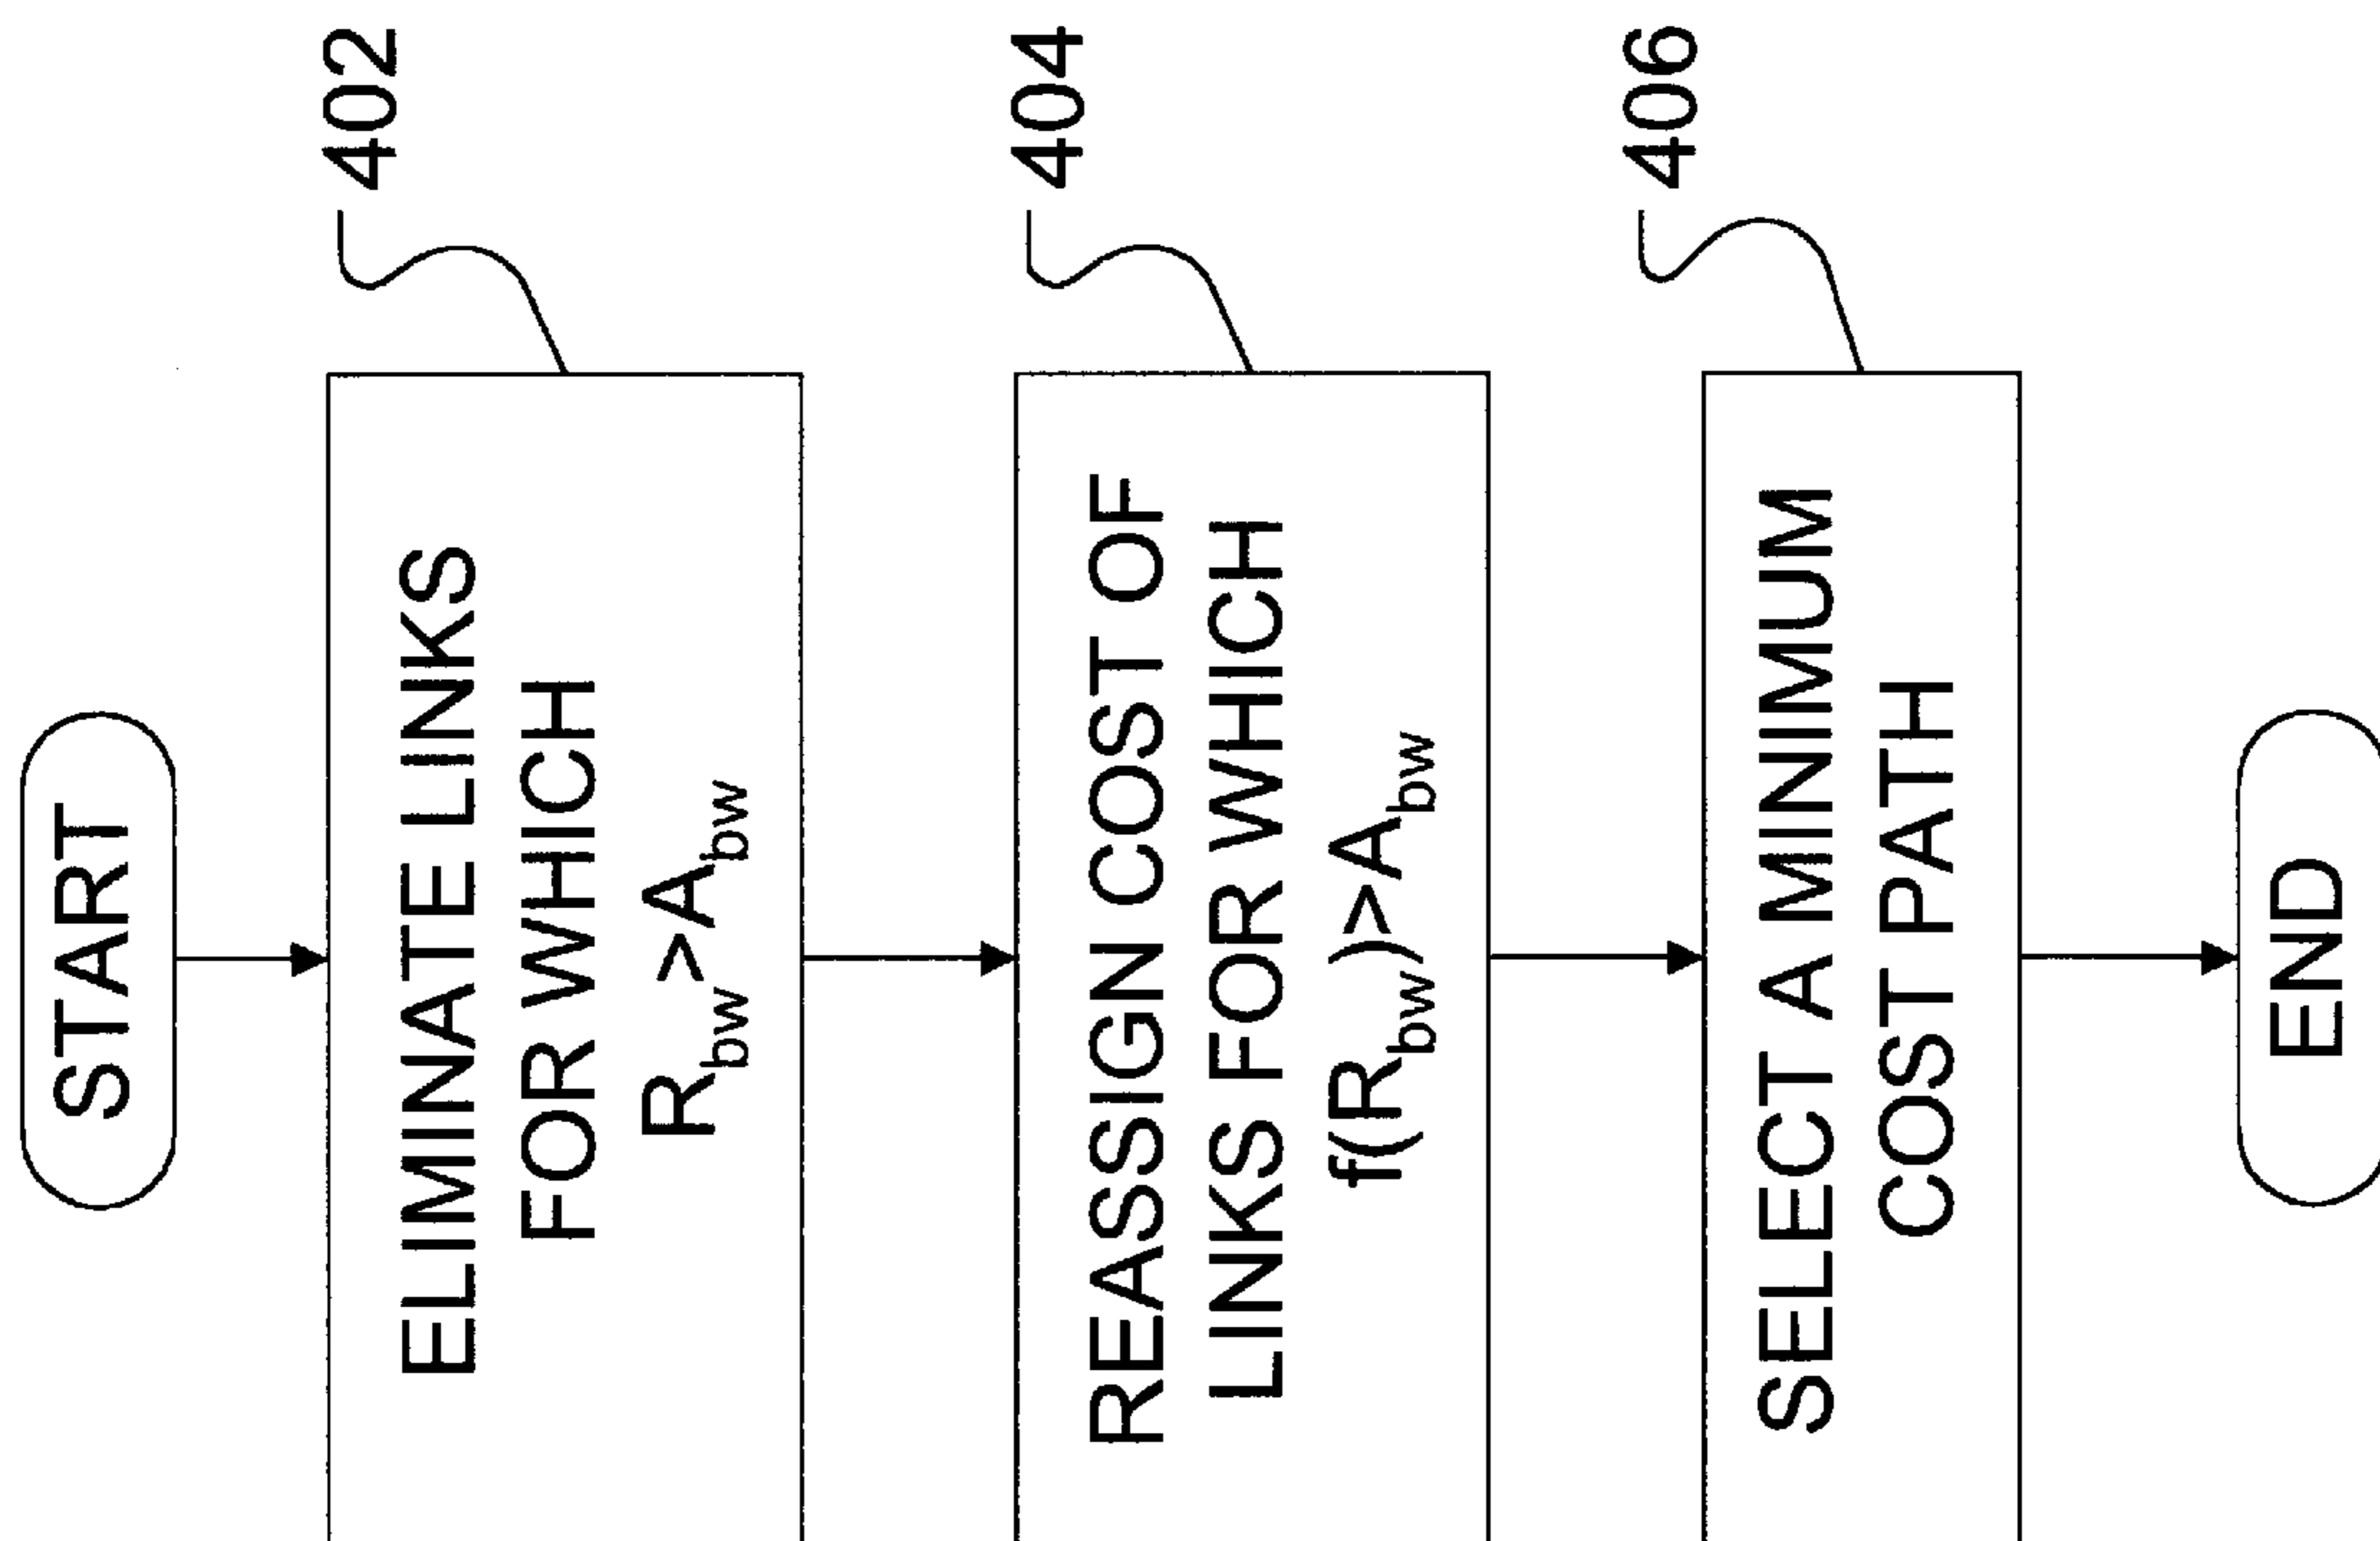 START
ELIMINATE LINKS
FOR WHICH
R_bw>A_bw
402
REASSIGN COST OF
LINKS FOR WHICH
f(R_bw)>A_bw
404
SELECT A MINIMUM
COST PATH
406
END